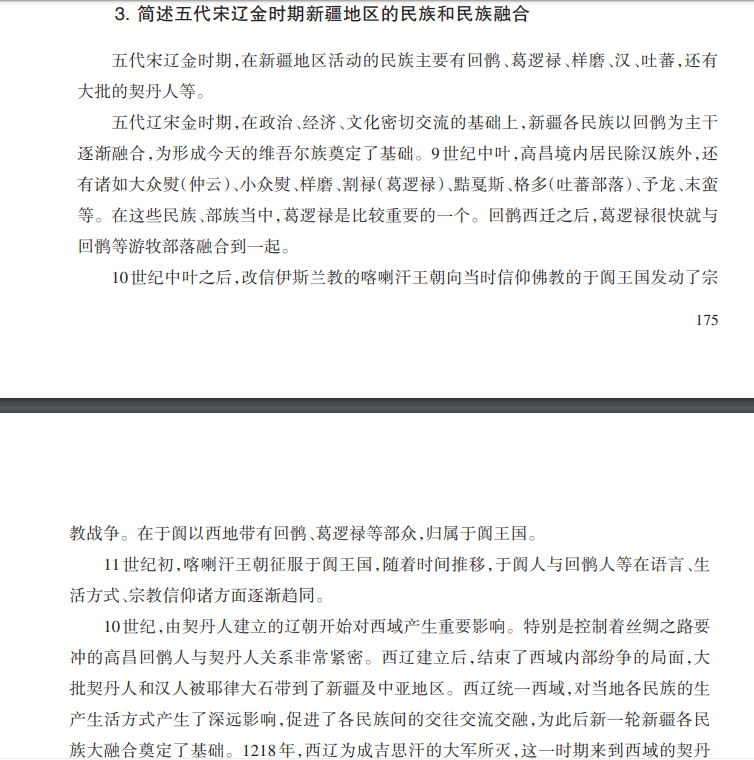 3. 简述五代宋辽金时期新疆地区的民族和民族融合
五代宋辽金时期,在新疆地区活动的民族主要有回鹘、葛逻禄、样磨、汉、吐蕃,还有
大批的契丹人等。
五代辽宋金时期,在政治、经济、文化密切交流的基础上,新疆各民族以回鹘为主干
逐渐融合,为形成今天的维吾尔族奠定了基础。9世纪中叶,高昌境内居民除汉族外,还
有诸如大众熨(仲云)、小众熨、样磨、割禄(葛逻禄)、黠戛斯、格多(吐蕃部落)、予龙、末蛮
等。在这些民族、部族当中,葛逻禄是比较重要的一个。回鹘西迁之后,葛逻禄很快就与
回鹘等游牧部落融合到一起。
10世纪中叶之后,改信伊斯兰教的喀喇汗王朝向当时信仰佛教的于阗王国发动了宗
175
教战争。在于阗以西地带有回鹘、葛逻禄等部众,归属于阗王国。
11世纪初,喀喇汗王朝征服于阗王国,随着时间推移,于阗人与回鹘人等在语言、生
活方式、宗教信仰诸方面逐渐趋同。
10世纪,由契丹人建立的辽朝开始对西域产生重要影响。特别是控制着丝绸之路要
冲的高昌回鹘人与契丹人关系非常紧密。西辽建立后,结束了西域内部纷争的局面,大
批契丹人和汉人被耶律大石带到了新疆及中亚地区。西辽统一西域,对当地各民族的生
产生活方式产生了深远影响,促进了各民族间的交往交流交融,为此后新一轮新疆各民
族大融合奠定了基础。1218年,西辽为成吉思汗的大军所灭,这一时期来到西域的契丹